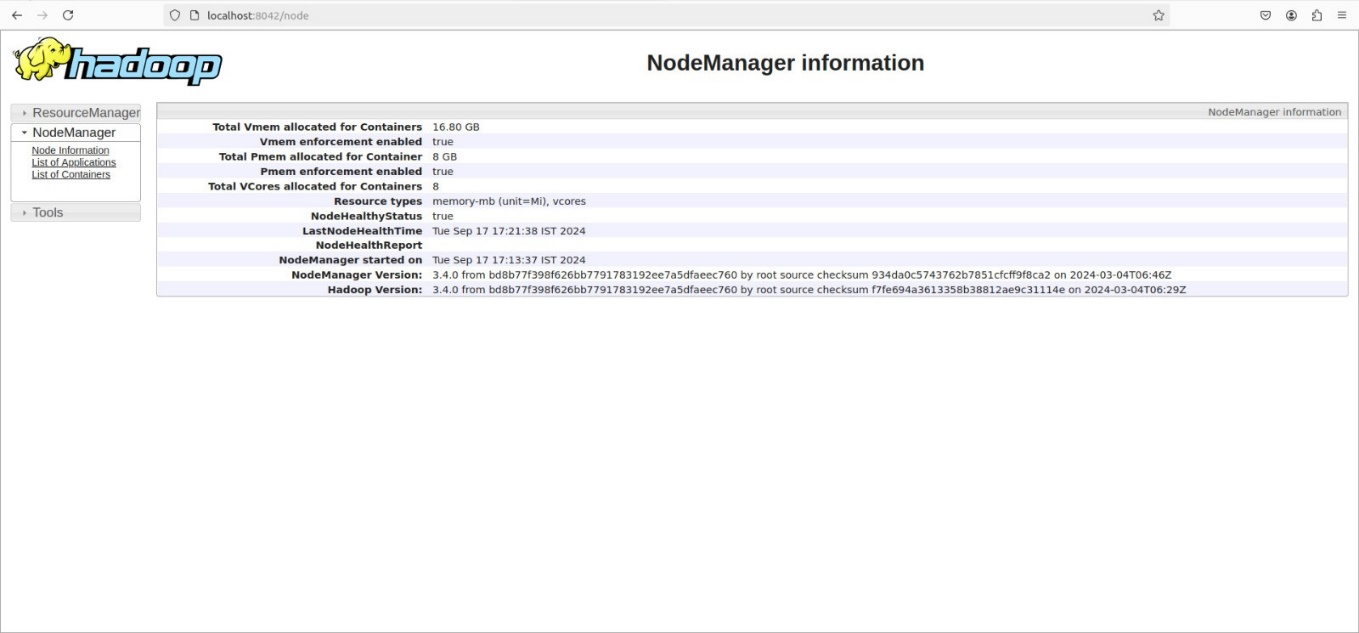 localhost:8042/node
hadoop
NodeManager information
ResourceManager
NodeManager
Node Information
List of Applications
List of Containers
Tools
NodeManager information
Total Vmem allocated for Containers 16.80 GB
Vmem enforcement enabled true
Total Pmem allocated for Container 8 GB
Pmem enforcement enabled true
Total VCores allocated for Containers 8
Resource types memory-mb (unit=Mi), vcores
NodeHealthyStatus true
LastNodeHealthTime Tue Sep 17 17:21:38 IST 2024
NodeHealthReport
NodeManager started on Tue Sep 17 17:13:37 IST 2024
NodeManager Version: 3.4.0 from bd8b77f398f626bb7791783192ee7a5dfaeec760 by root source checksum 934da0c5743762b7851cfcff9f8ca2 on 2024-03-04T06:46Z
Hadoop Version: 3.4.0 from bd8b77f398f626bb7791783192ee7a5dfaeec760 by root source checksum f7fe694a3613358b38812ae9c31114e on 2024-03-04T06:29Z